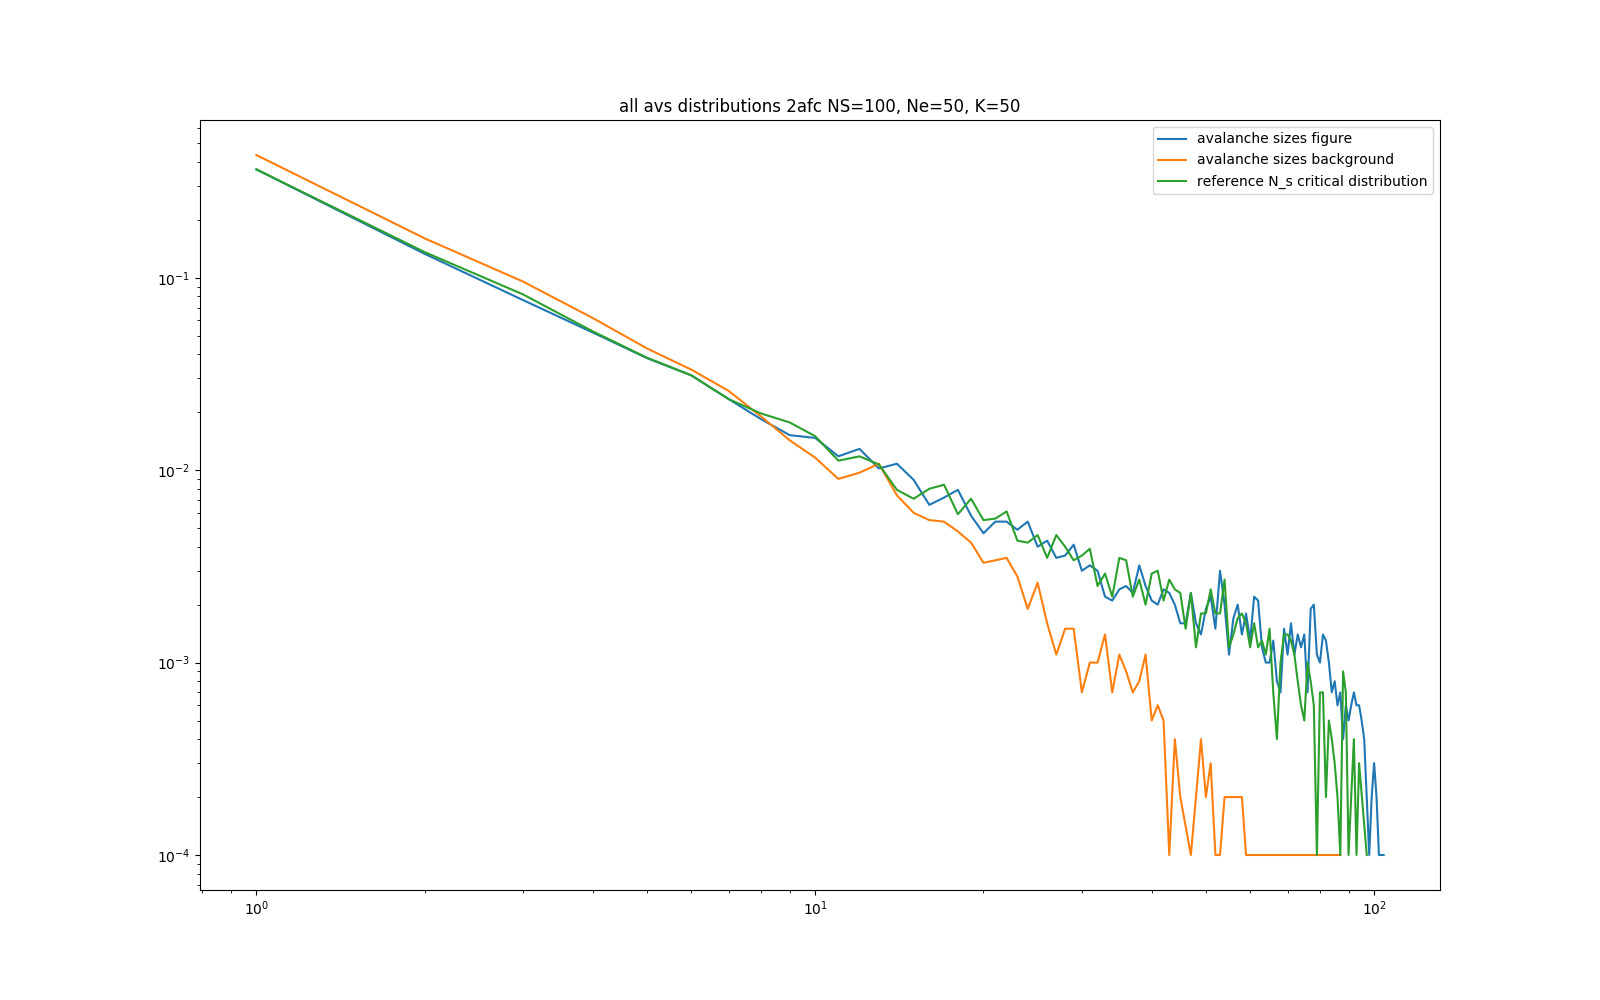 all avs distributions 2afc NS=100, Ne=50, K=50
avalanche sizes figure
avalanche sizes background
reference N_s critical distribution
10⁻¹
10⁻²
10⁻³
10⁻⁴
10⁰ 10¹ 10²